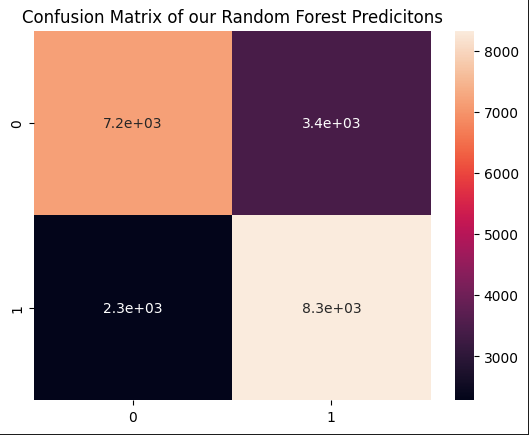 Confusion Matrix of our Random Forest Predicitons
0
7.2e+03
3.4e+03
1
2.3e+03
8.3e+03
0
1
8000
7000
6000
5000
4000
3000